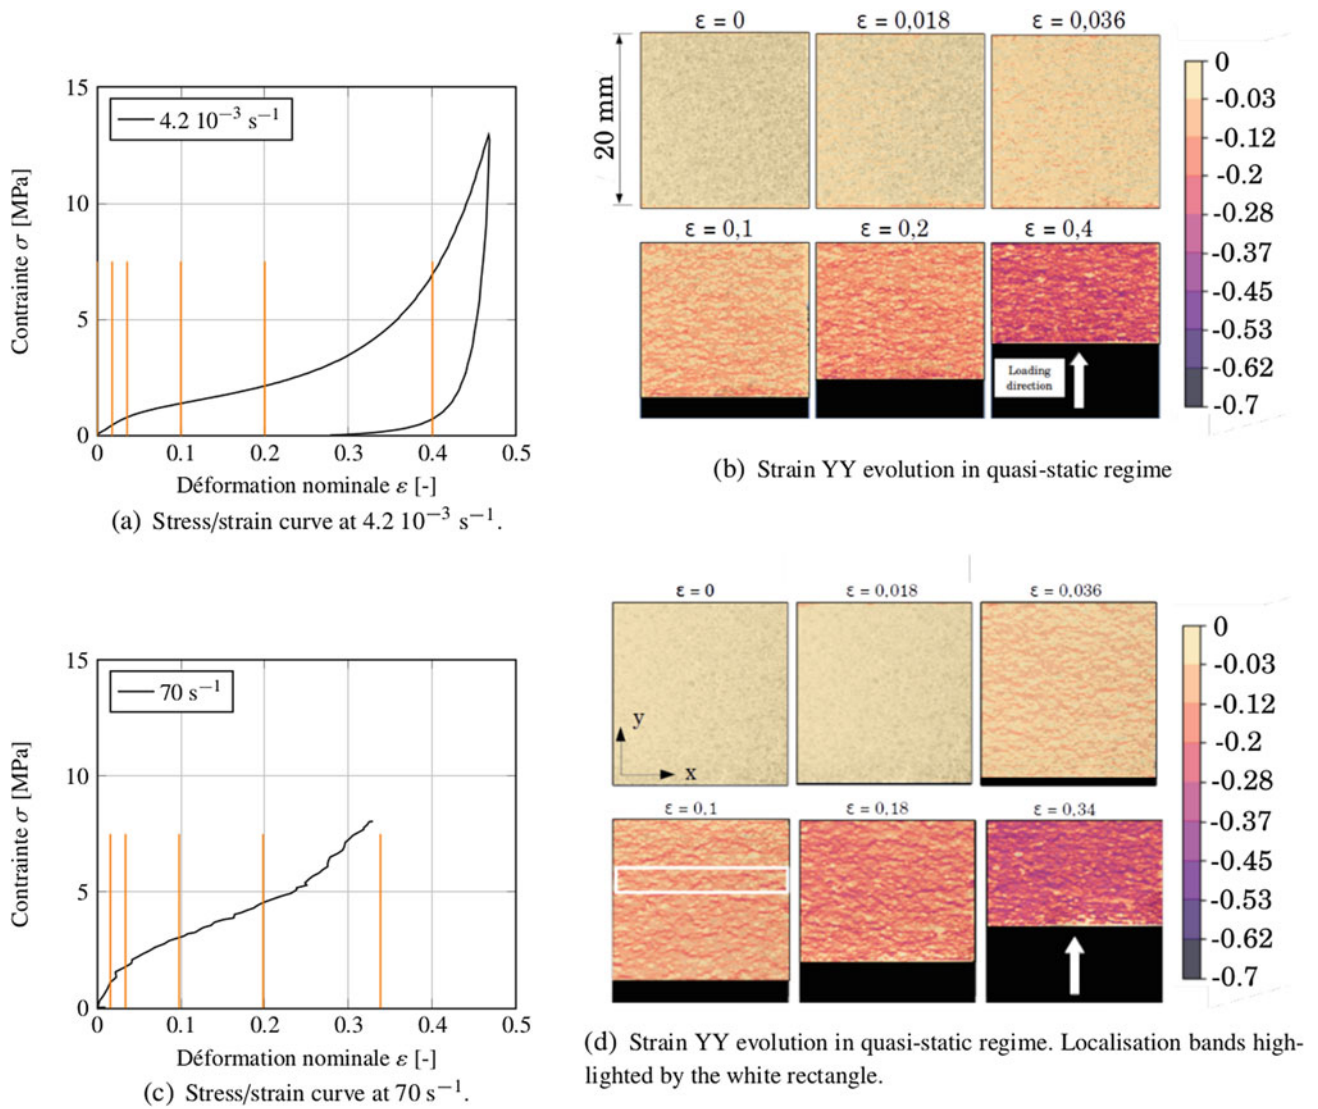 15
4.2 10−3 s−1
10
5
0
0
0.1
0.2
0.3
0.4
0.5
Contrainte σ [MPa]
Déformation nominale ε [-]
(a) Stress/strain curve at 4.2 10−3 s−1.
ε = 0
ε = 0,018
ε = 0,036
20 mm
ε = 0,1
ε = 0,2
ε = 0,4
Loading
direction
0
-0.03
-0.12
-0.2
-0.28
-0.37
-0.45
-0.53
-0.62
-0.7
(b) Strain YY evolution in quasi-static regime
15
70 s−1
10
5
0
0
0.1
0.2
0.3
0.4
0.5
Contrainte σ [MPa]
Déformation nominale ε [-]
(c) Stress/strain curve at 70 s−1.
ε = 0
ε = 0,018
ε = 0,036
y
x
ε = 0,1
ε = 0,18
ε = 0,34
0
-0.03
-0.12
-0.2
-0.28
-0.37
-0.45
-0.53
-0.62
-0.7
(d) Strain YY evolution in quasi-static regime. Localisation bands high-
lighted by the white rectangle.